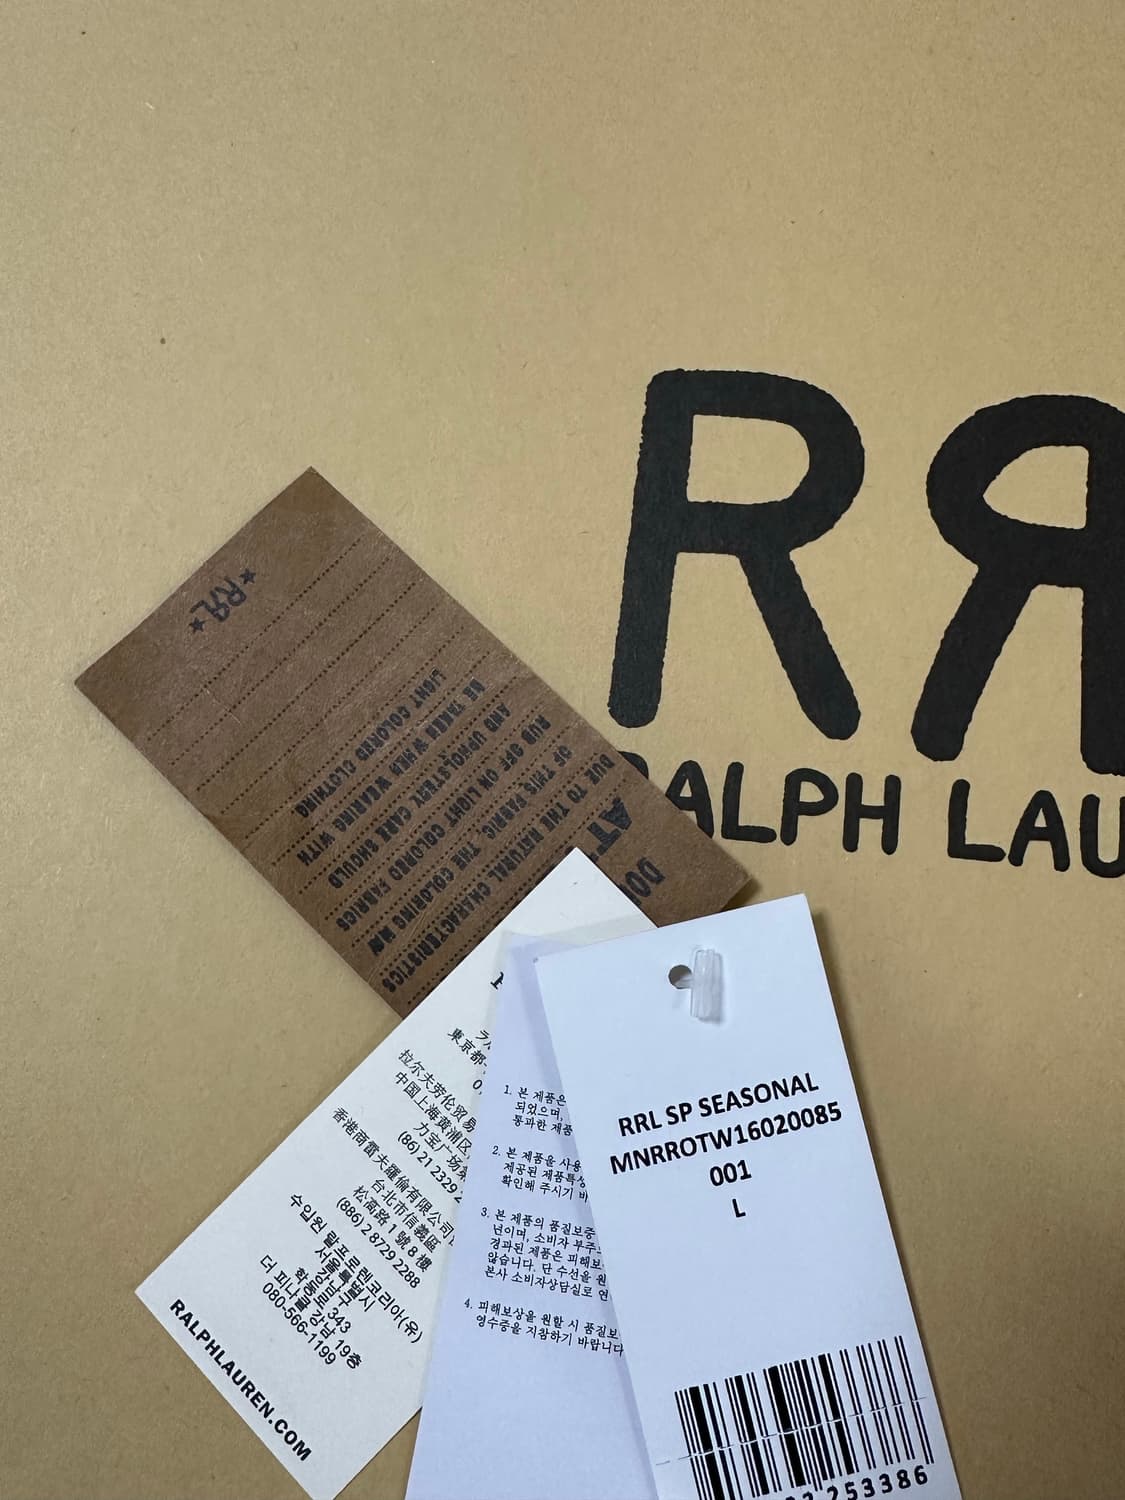 RR
RALPH LAU
RRL
DUE TO THE NATURAL CHARACTERISTICS
OF THIS FABRIC, THE COLORING MAY
RUB OFF ON LIGHT COLORED FABRICS
AND UPHOLSTERY CARE SHOULD
BE TAKEN WHEN WEARING WITH
LIGHT COLORED CLOTHING
東京都
拉尔夫劳伦贸易
中国上海黄浦区
力宝广场
(86) 21 2329 2
香港商雷夫羅倫有限公司
台北市信義區
松高路 1 號 8 樓
(886) 2 8729 2288
수입원 랄프로렌코리아(유)
서울특별시
강남구
학동로 343
더 피나클 강남 19층
080-566-1199
RALPHLAUREN.COM
1. 본 제품은
되었으며,
통과한 제품
2. 본 제품을 사용
제공된 제품특성
확인해 주시기 바
3. 본 제품의 품질보증
년이며, 소비자 부주
경과된 제품은 피해보
않습니다. 단 수선을 원
본사 소비자상담실로 연
4. 피해보상을 원할 시 품질보
영수증을 지참하기 바랍니다
RRL SP SEASONAL
MNRROTW16020085
001
L
253386